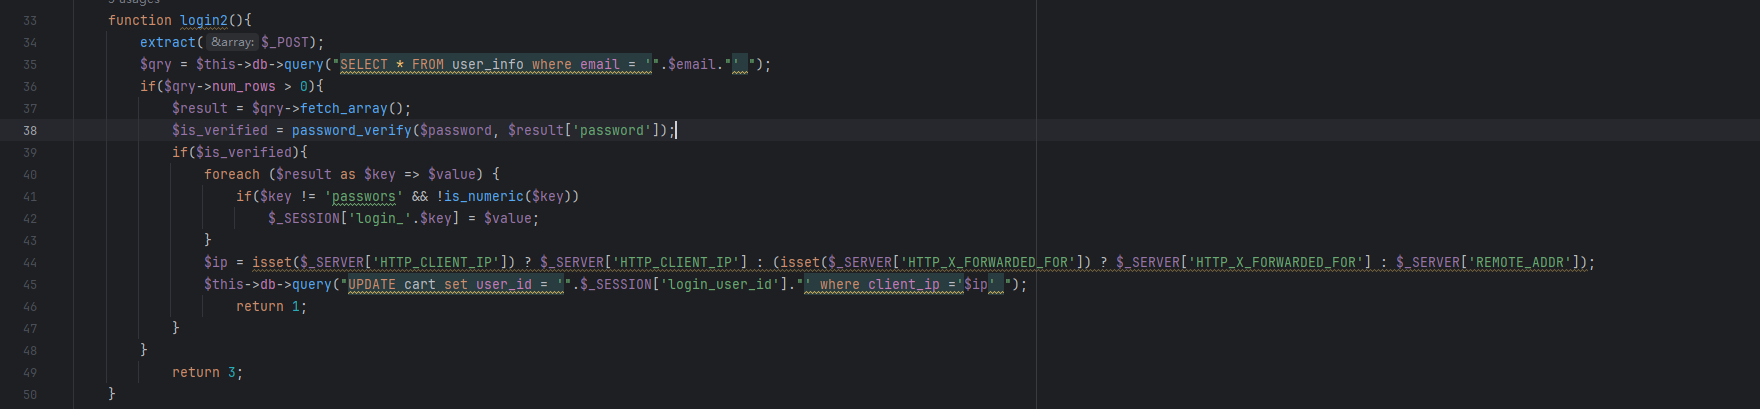 33 function login2(){
34 extract( &array: $_POST);
35 $qry = $this->db->query("SELECT * FROM user_info where email = '".$email."' ");
36 if($qry->num_rows > 0){
37 $result = $qry->fetch_array();
38 $is_verified = password_verify($password, $result['password']);
39 if($is_verified){
40 foreach ($result as $key => $value) {
41 if($key != 'passwors' && !is_numeric($key))
42 $_SESSION['login_'.$key] = $value;
43 }
44 $ip = isset($_SERVER['HTTP_CLIENT_IP']) ? $_SERVER['HTTP_CLIENT_IP'] : (isset($_SERVER['HTTP_X_FORWARDED_FOR']) ? $_SERVER['HTTP_X_FORWARDED_FOR'] : $_SERVER['REMOTE_ADDR']);
45 $this->db->query("UPDATE cart set user_id = '".$_SESSION['login_user_id']."' where client_ip ='$ip' ");
46 return 1;
47 }
48 }
49 return 3;
50 }